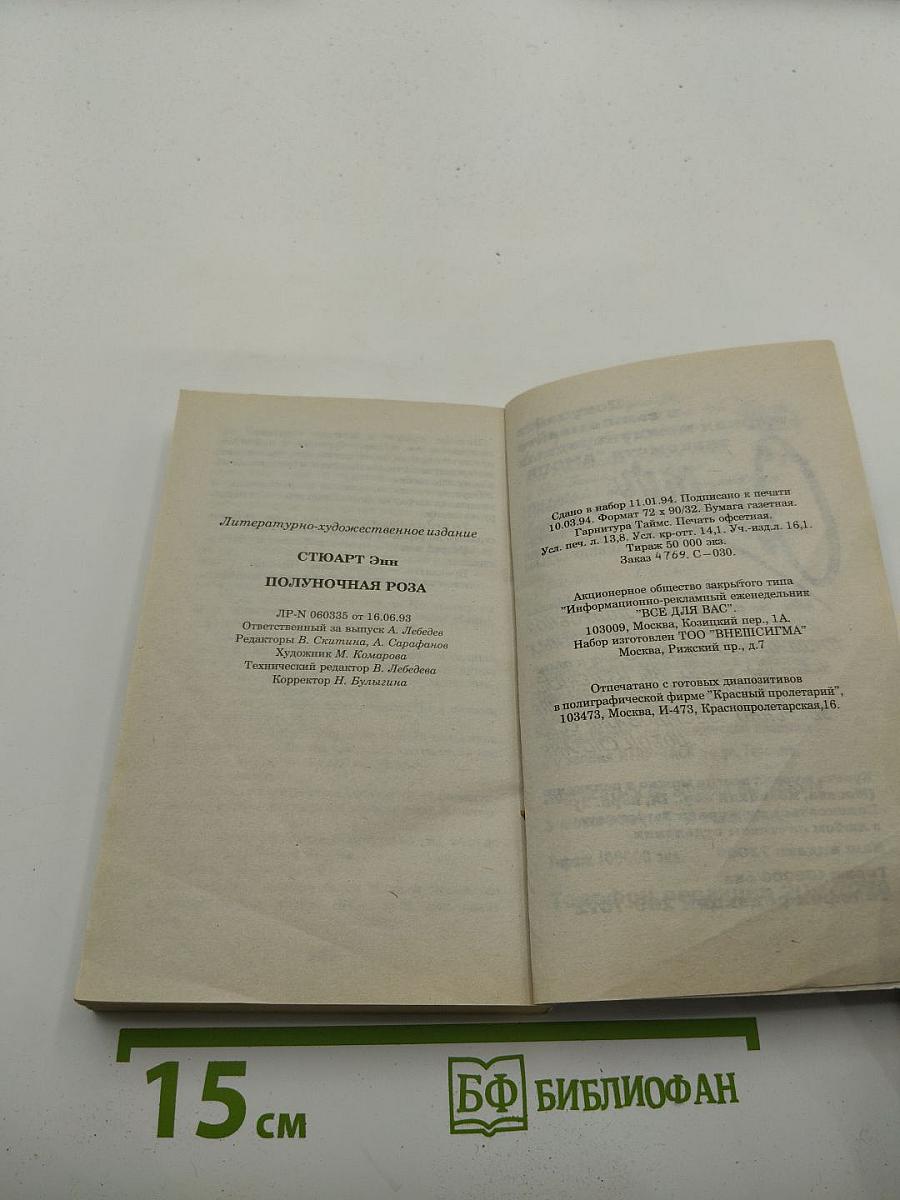 Литературно-художественное издание
СТЮАРТ Энн
ПОЛУНОЧНАЯ РОЗА
ЛР-N 060335 от 16.06.93
Ответственный за выпуск А. Лебедев
Редакторы В. Скитина, А. Сарафанов
Художник М. Комарова
Технический редактор В. Лебедева
Корректор Н. Булыгина
Сдано в набор 11.01.94. Подписано к печати
10.03.94. Формат 72 х 90/32. Бумага газетная.
Гарнитура Таймс. Печать офсетная.
Усл. печ. л. 13,8. Усл. кр-отт. 14,1. Уч.-изд.л. 16,1.
Тираж 50 000 экз.
Заказ 4769. С—030.
Акционерное общество закрытого типа
"Информационно-рекламный еженедельник
"ВСЕ ДЛЯ ВАС".
103009, Москва, Козицкий пер., 1А.
Набор изготовлен ТОО "ВНЕШСИГМА"
Москва, Рижский пр., д.7
Отпечатано с готовых диапозитивов
в полиграфической фирме "Красный пролетарий",
103473, Москва, И-473, Краснопролетарская,16.
15 см
БФ БИБЛИОФАН